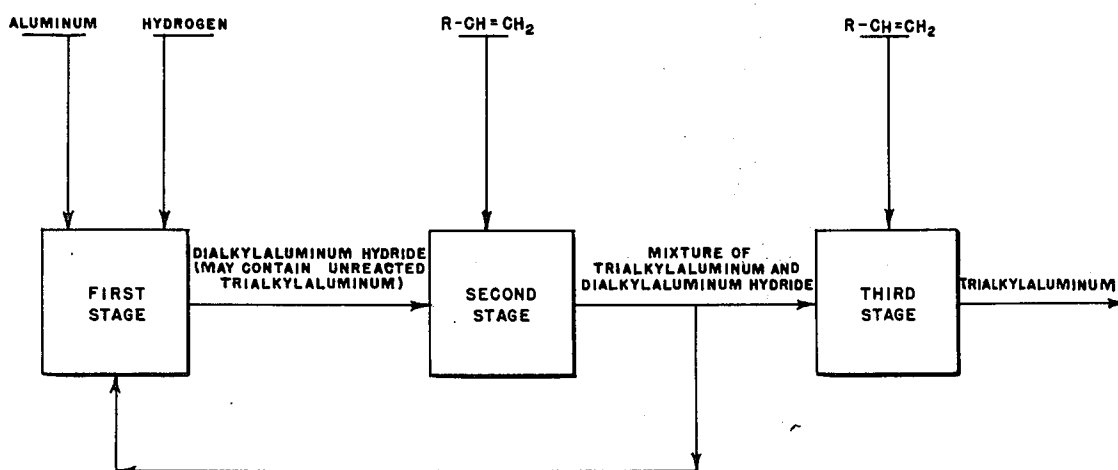 ALUMINUM
HYDROGEN
R-CH=CH₂
R-CH=CH₂
FIRST
STAGE
DIALKYLALUMINUM HYDRIDE
(MAY CONTAIN UNREACTED
TRIALKYLALUMINUM)
SECOND
STAGE
MIXTURE OF
TRIALKYLALUMINUM AND
DIALKYLALUMINUM HYDRIDE
THIRD
STAGE
TRIALKYLALUMINUM